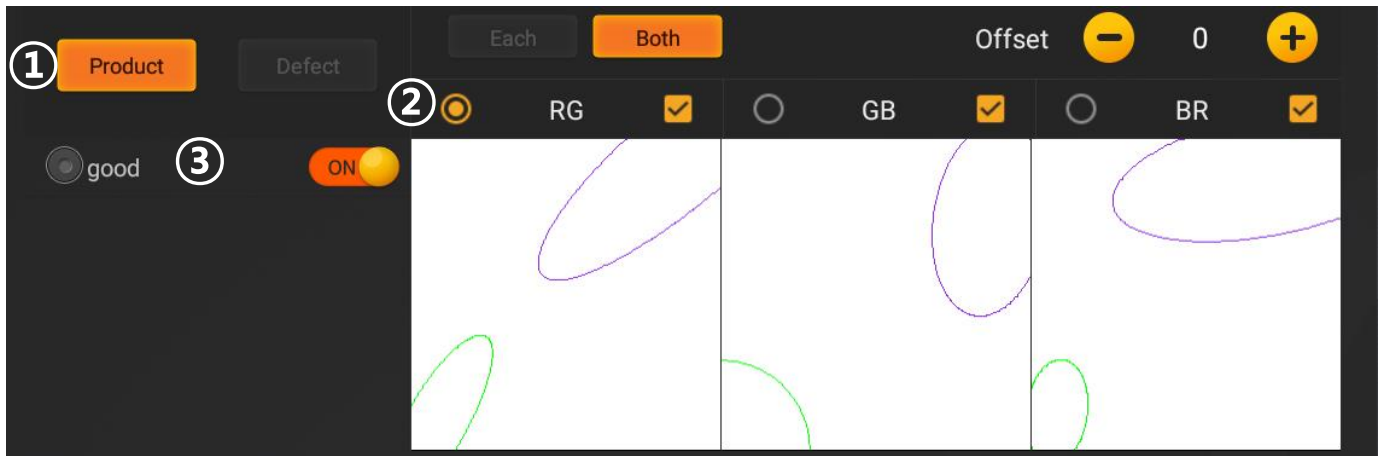 ① Product Defect
Each Both Offset − 0 +
② RG GB BR
good ③ ON